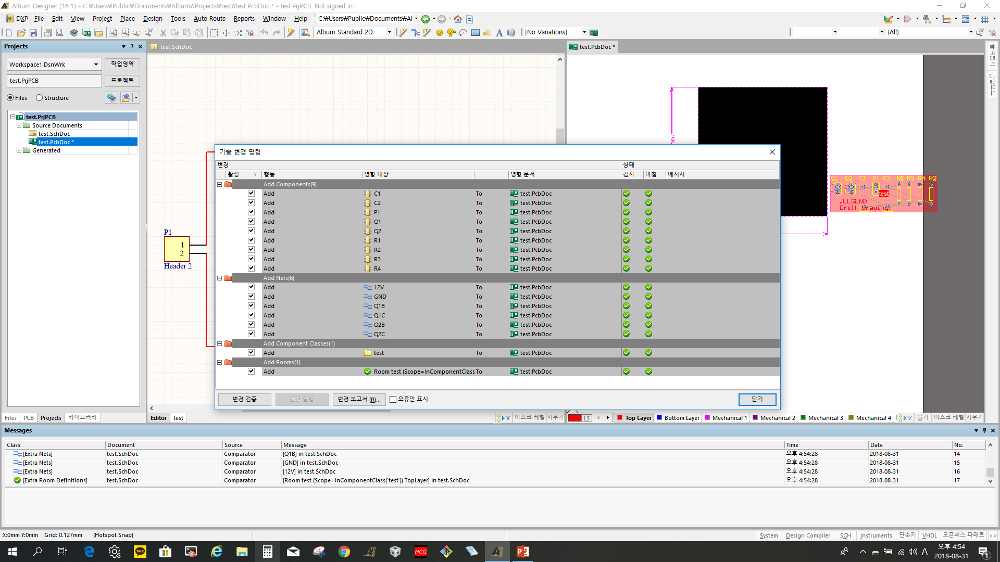 Altium Designer (16.1) - C:₩Users₩Public₩Documents₩Altium₩Projects₩test₩test.PcbDoc * - test.PrjPCB. Not signed in.
DXP File Edit View Project Place Design Tools Auto Route Reports Window Help C:₩Users₩Public₩Documents₩Al
Altium Standard 2D [No Variations] (All)
Projects
test.SchDoc
test.PcbDoc *
Workspace1.DsnWrk 작업영역
test.PrjPCB 프로젝트
Files Structure
test.PrjPCB
Source Documents
test.SchDoc
test.PcbDoc *
Generated
즐겨찾기
클립보드
P1
1
2
Header 2
Q1 Q2 C1 P1 C2 R1 R3 R4 R2
test
.LEGEND
Drill Drawing.
기술 변경 명령
변경 상태
활성 행동 영향 대상 영향 문서 검사 마침 메시지
Add Components(9)
Add C1 To test.PcbDoc
Add C2 To test.PcbDoc
Add P1 To test.PcbDoc
Add Q1 To test.PcbDoc
Add Q2 To test.PcbDoc
Add R1 To test.PcbDoc
Add R2 To test.PcbDoc
Add R3 To test.PcbDoc
Add R4 To test.PcbDoc
Add Nets(6)
Add 12V To test.PcbDoc
Add GND To test.PcbDoc
Add Q1B To test.PcbDoc
Add Q1C To test.PcbDoc
Add Q2B To test.PcbDoc
Add Q2C To test.PcbDoc
Add Component Classes(1)
Add test To test.PcbDoc
Add Rooms(1)
Add Room test (Scope=InComponentClass To test.PcbDoc
변경 검증 변경 실행 변경 보고서 (R)... 오류만 표시 닫기
Files PCB Projects 라이브러리
Editor test 마스크 레벨 지우기
LS Top Layer Bottom Layer Mechanical 1 Mechanical 2 Mechanical 3 Mechanical 4 물기 마스크 레벨 지우기
Messages
Class Document Source Message Time Date No.
[Extra Nets] test.SchDoc Comparator [Q1B] in test.SchDoc 오후 4:54:28 2018-08-31 14
[Extra Nets] test.SchDoc Comparator [GND] in test.SchDoc 오후 4:54:28 2018-08-31 15
[Extra Nets] test.SchDoc Comparator [12V] in test.SchDoc 오후 4:54:28 2018-08-31 16
[Extra Room Definitions] test.SchDoc Comparator [Room test (Scope=InComponentClass('test')) TopLayer] in test.SchDoc 오후 4:54:28 2018-08-31 17
X:0mm Y:0mm Grid: 0.127mm (Hotspot Snap)
System Design Compiler SCH Instruments 단축키 VHDL 오픈버스 파래트 >>
TALK
HCG
A
오후 4:54
2018-08-31
1